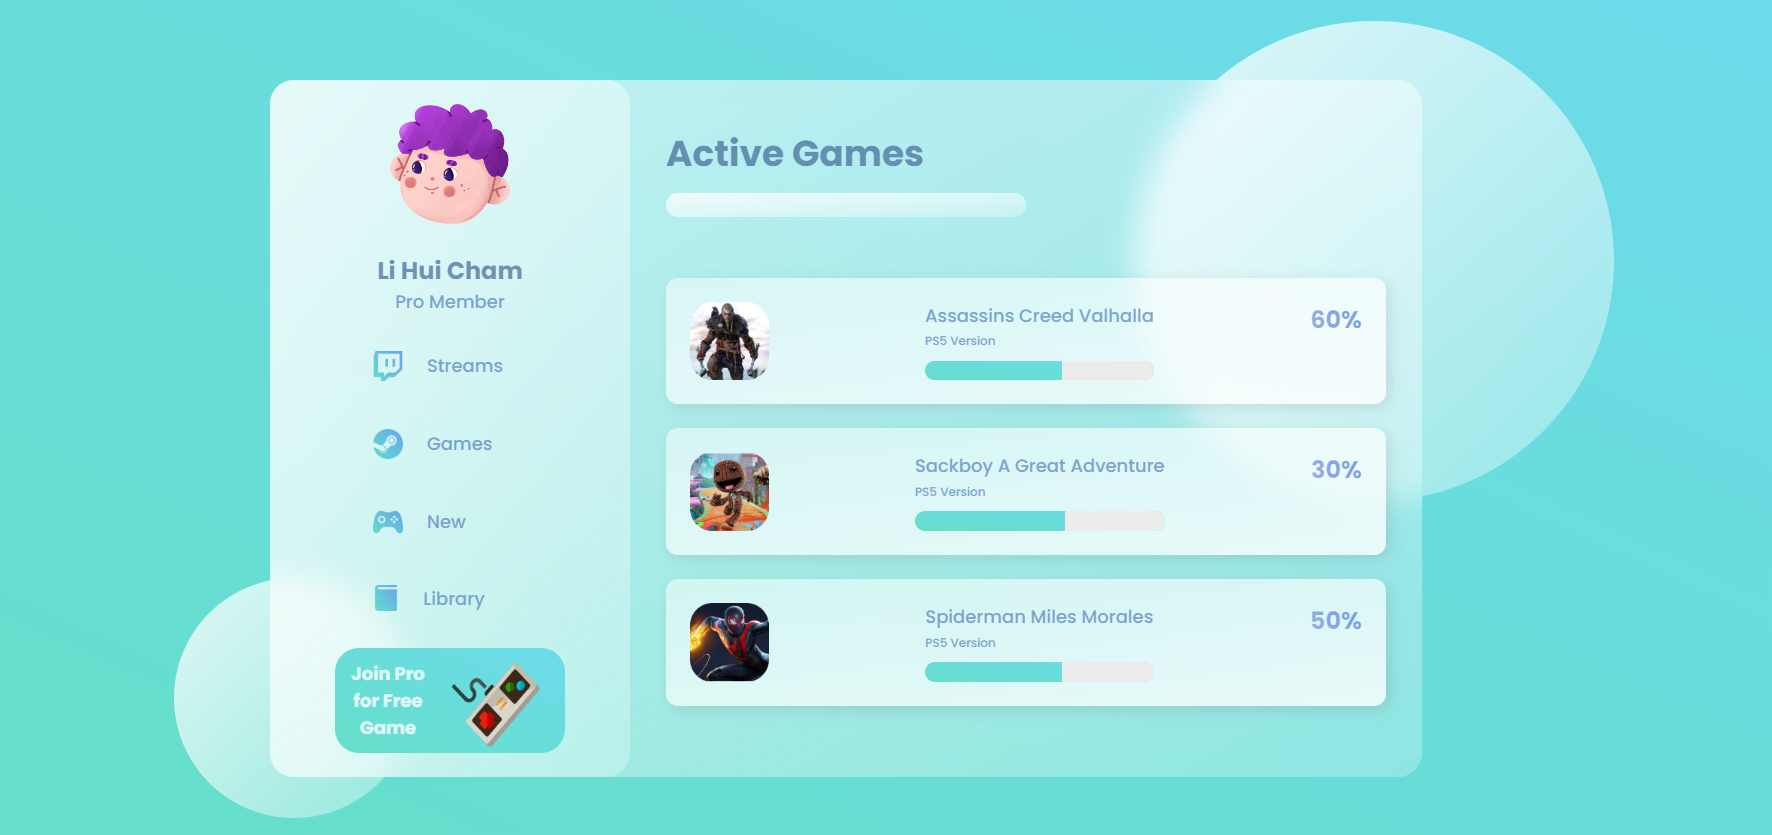 Li Hui Cham
Pro Member
Streams
Games
New
Library
Join Pro
for Free
Game
Active Games
Assassins Creed Valhalla
PS5 Version
60%
Sackboy A Great Adventure
PS5 Version
30%
Spiderman Miles Morales
PS5 Version
50%